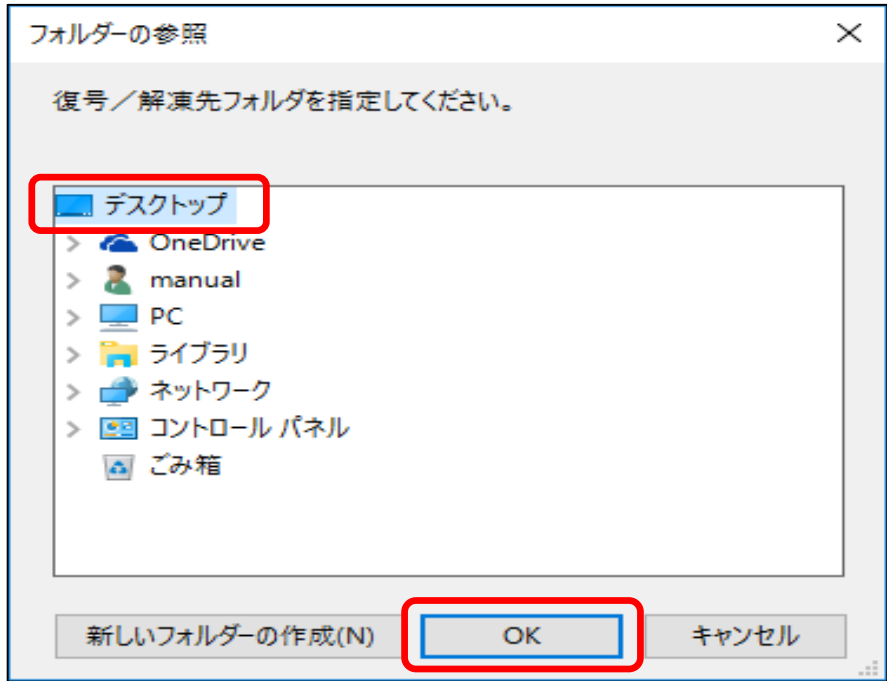 フォルダーの参照
復号／解凍先フォルダを指定してください。
デスクトップ
OneDrive
manual
PC
ライブラリ
ネットワーク
コントロール パネル
ごみ箱
新しいフォルダーの作成(N) OK キャンセル